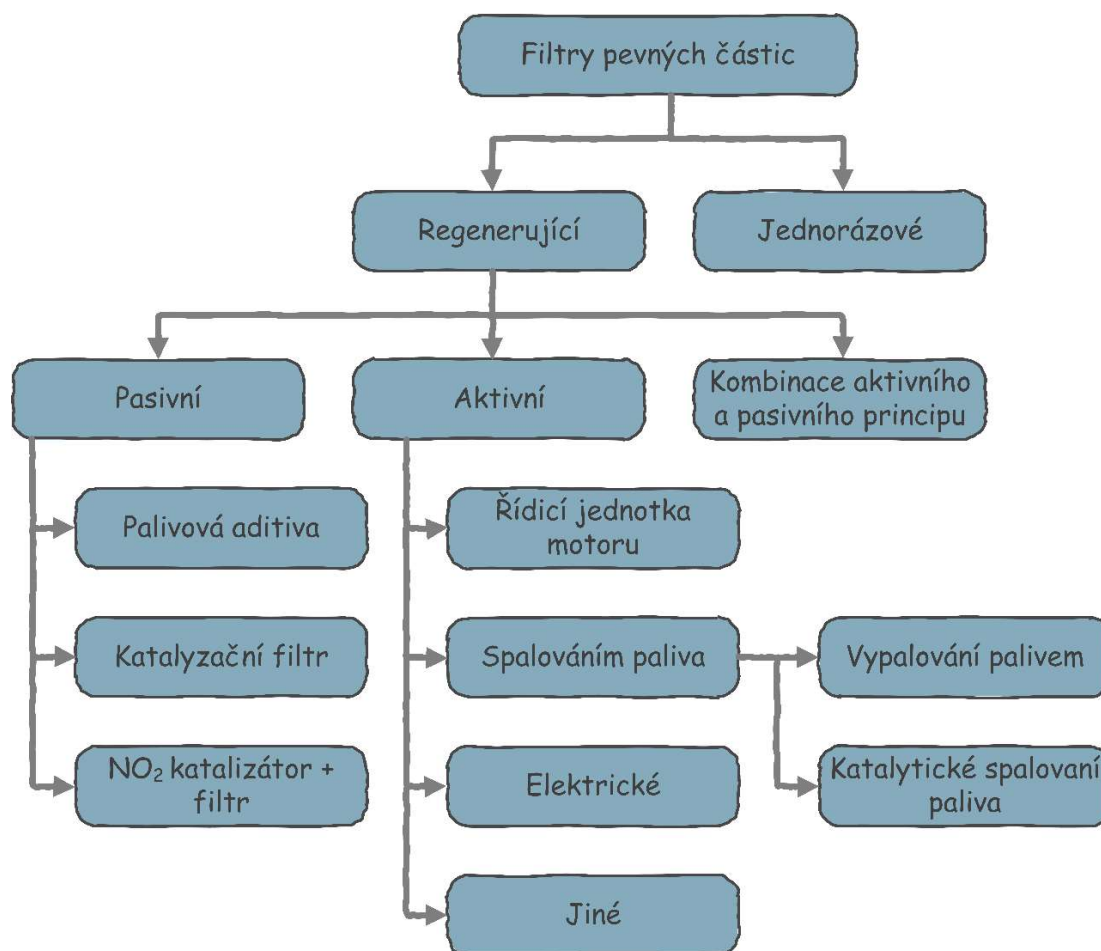 Filtry pevných částic
Regenerující
Jednorázové
Pasivní
Aktivní
Kombinace aktivního
a pasivního principu
Palivová aditiva
Řídicí jednotka
motoru
Katalyzační filtr
Spalováním paliva
Vypalování palivem
NO₂ katalizátor +
filtr
Elektrické
Katalytické spalovaní
paliva
Jiné